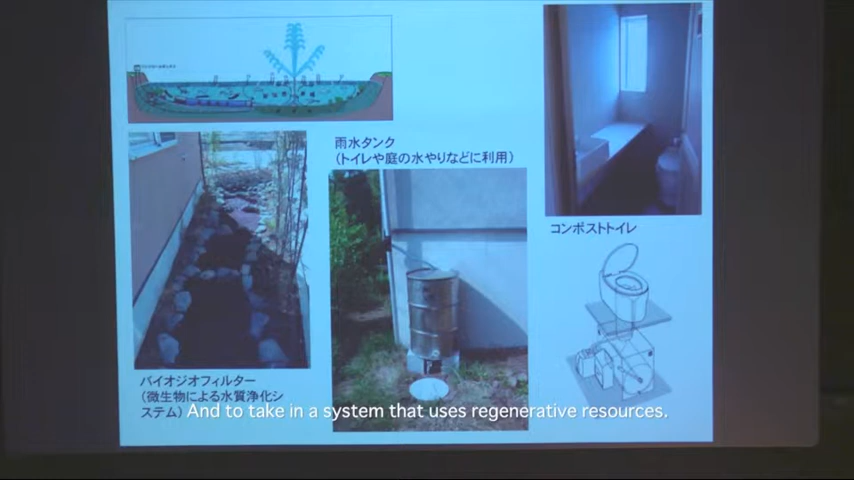 雨水タンク
(トイレや庭の水やりなどに利用)
コンポストトイレ
バイオジオフィルター
(微生物による水質浄化シ
ステム)
And to take in a system that uses regenerative resources.